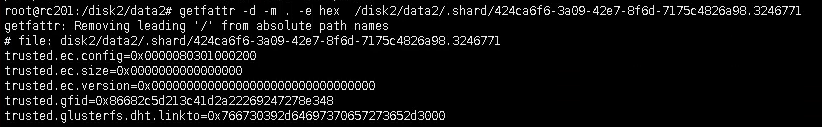 root@rc201:/disk2/data2# getfattr -d -m . -e hex  /disk2/data2/.shard/424ca6f6-3a09-42e7-8f6d-7175c4826a98.3246771
getfattr: Removing leading '/' from absolute path names
# file: disk2/data2/.shard/424ca6f6-3a09-42e7-8f6d-7175c4826a98.3246771
trusted.ec.config=0x0000080301000200
trusted.ec.size=0x0000000000000000
trusted.ec.version=0x00000000000000000000000000000000
trusted.gfid=0x86682c5d213c41d2a22269247278e348
trusted.glusterfs.dht.linkto=0x766730392d64697370657273652d3000